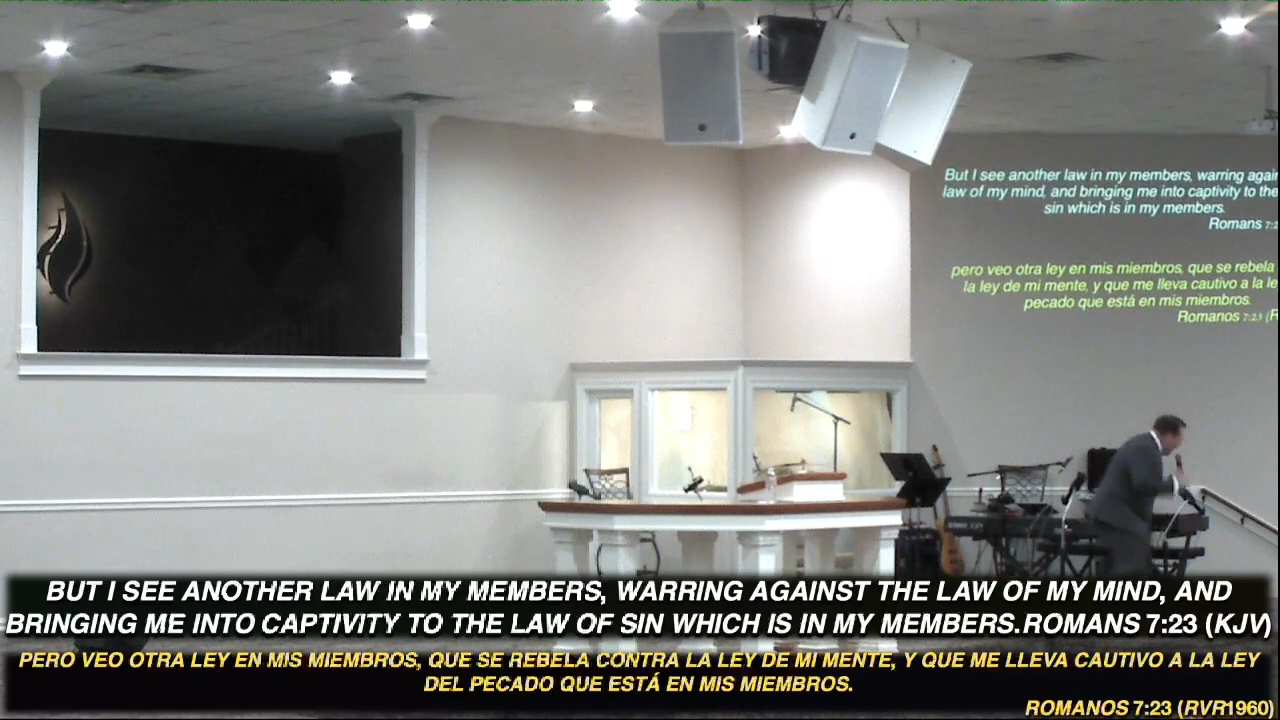 But I see another law in my members, warring agai
law of my mind, and bringing me into captivity to the
sin which is in my members.
Romans 7:2
pero veo otra ley en mis miembros, que se rebela
la ley de mi mente, y que me lleva cautivo a la le
pecado que está en mis miembros.
Romanos 7:23 (R
BUT I SEE ANOTHER LAW IN MY MEMBERS, WARRING AGAINST THE LAW OF MY MIND, AND
BRINGING ME INTO CAPTIVITY TO THE LAW OF SIN WHICH IS IN MY MEMBERS.ROMANS 7:23 (KJV)
PERO VEO OTRA LEY EN MIS MIEMBROS, QUE SE REBELA CONTRA LA LEY DE MI MENTE, Y QUE ME LLEVA CAUTIVO A LA LEY
DEL PECADO QUE ESTÁ EN MIS MIEMBROS.
ROMANOS 7:23 (RVR1960)